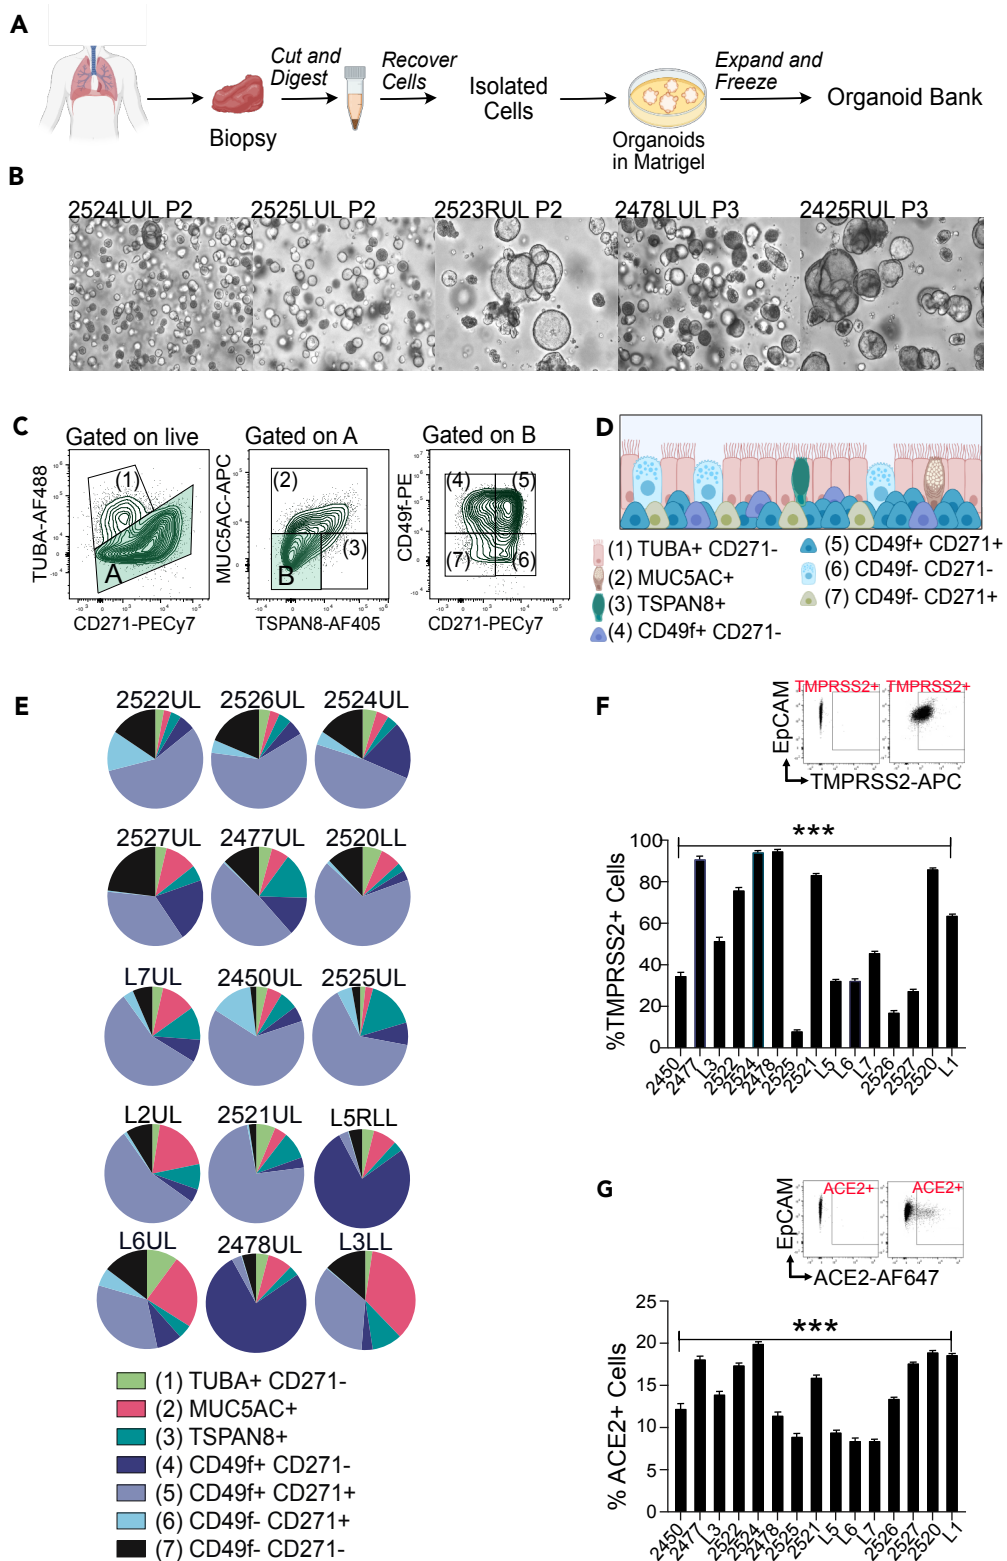 A
Cut and
Digest
Recover
Cells
Expand and
Freeze
Biopsy
Isolated
Cells
Organoids
in Matrigel
Organoid Bank
B
2524LUL P2
2525LUL P2
2523RUL P2
2478LUL P3
2425RUL P3
C
Gated on live
Gated on A
Gated on B
TUBA-AF488
(1)
A
CD271-PECy7
MUC5AC-APC
(2)
(3)
B
TSPAN8-AF405
CD49f-PE
(4)
(5)
(7)
(6)
CD271-PECy7
D
(1) TUBA+ CD271-
(2) MUC5AC+
(3) TSPAN8+
(4) CD49f+ CD271-
(5) CD49f+ CD271+
(6) CD49f- CD271-
(7) CD49f- CD271+
E
2522UL
2526UL
2524UL
2527UL
2477UL
2520LL
L7UL
2450UL
2525UL
L2UL
2521UL
L5RLL
L6UL
2478UL
L3LL
(1) TUBA+ CD271-
(2) MUC5AC+
(3) TSPAN8+
(4) CD49f+ CD271-
(5) CD49f+ CD271+
(6) CD49f- CD271+
(7) CD49f- CD271-
F
TMPRSS2+
TMPRSS2+
EpCAM
TMPRSS2-APC
***
%TMPRSS2+ Cells
100
80
60
40
20
0
2450
2477
L3
2522
2524
2478
2525
2521
L5
L6
L7
2526
2527
2520
L1
G
ACE2+
ACE2+
EpCAM
ACE2-AF647
***
% ACE2+ Cells
25
20
15
10
5
0
2450
2477
L3
2522
2524
2478
2525
2521
L5
L6
L7
2526
2527
2520
L1